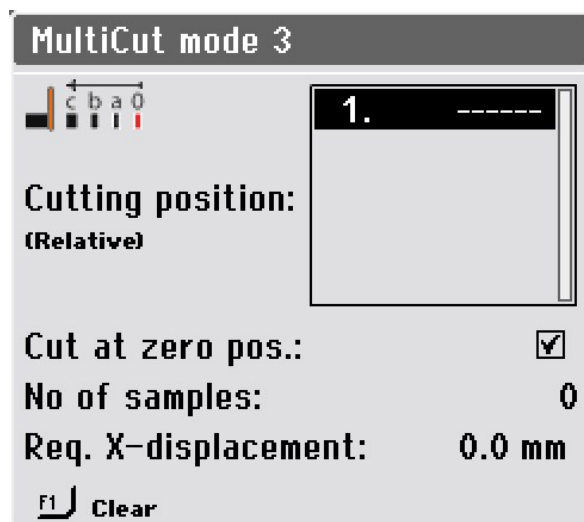 MultiCut mode 3
c b a 0
1. ------
Cutting position:
(Relative)
Cut at zero pos.:
No of samples: 0
Req. X-displacement: 0.0 mm
F1 Clear